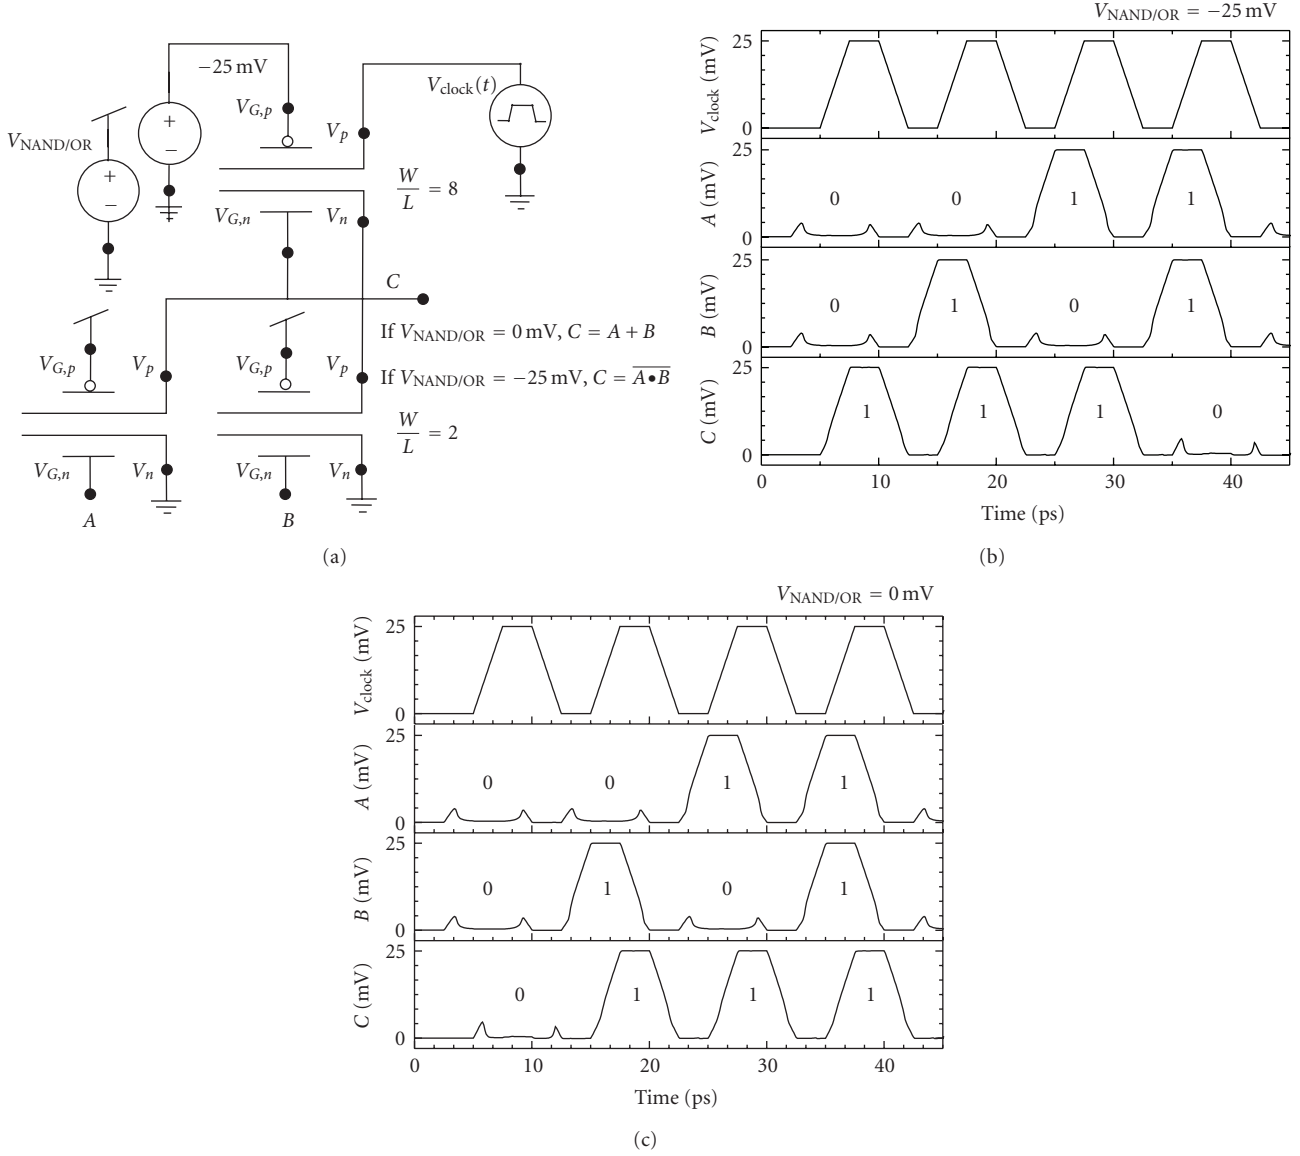 −25 mV
V_G,p
V_p
V_clock(t)
V_NAND/OR
+
−
+
−
W/L = 8
V_G,n
V_n
C
If V_NAND/OR = 0 mV, C = A + B
V_G,p
V_p
V_G,p
V_p
If V_NAND/OR = −25 mV, C = \overline{A•B}
W/L = 2
V_G,n
V_n
V_G,n
V_n
A
B
(a)
V_NAND/OR = −25 mV
V_clock (mV)
25
0
A (mV)
25
0
0 0 1 1
B (mV)
25
0
0 1 0 1
C (mV)
25
0
1 1 1 0
0 10 20 30 40
Time (ps)
(b)
V_NAND/OR = 0 mV
V_clock (mV)
25
0
A (mV)
25
0
0 0 1 1
B (mV)
25
0
0 1 0 1
C (mV)
25
0
0 1 1 1
0 10 20 30 40
Time (ps)
(c)